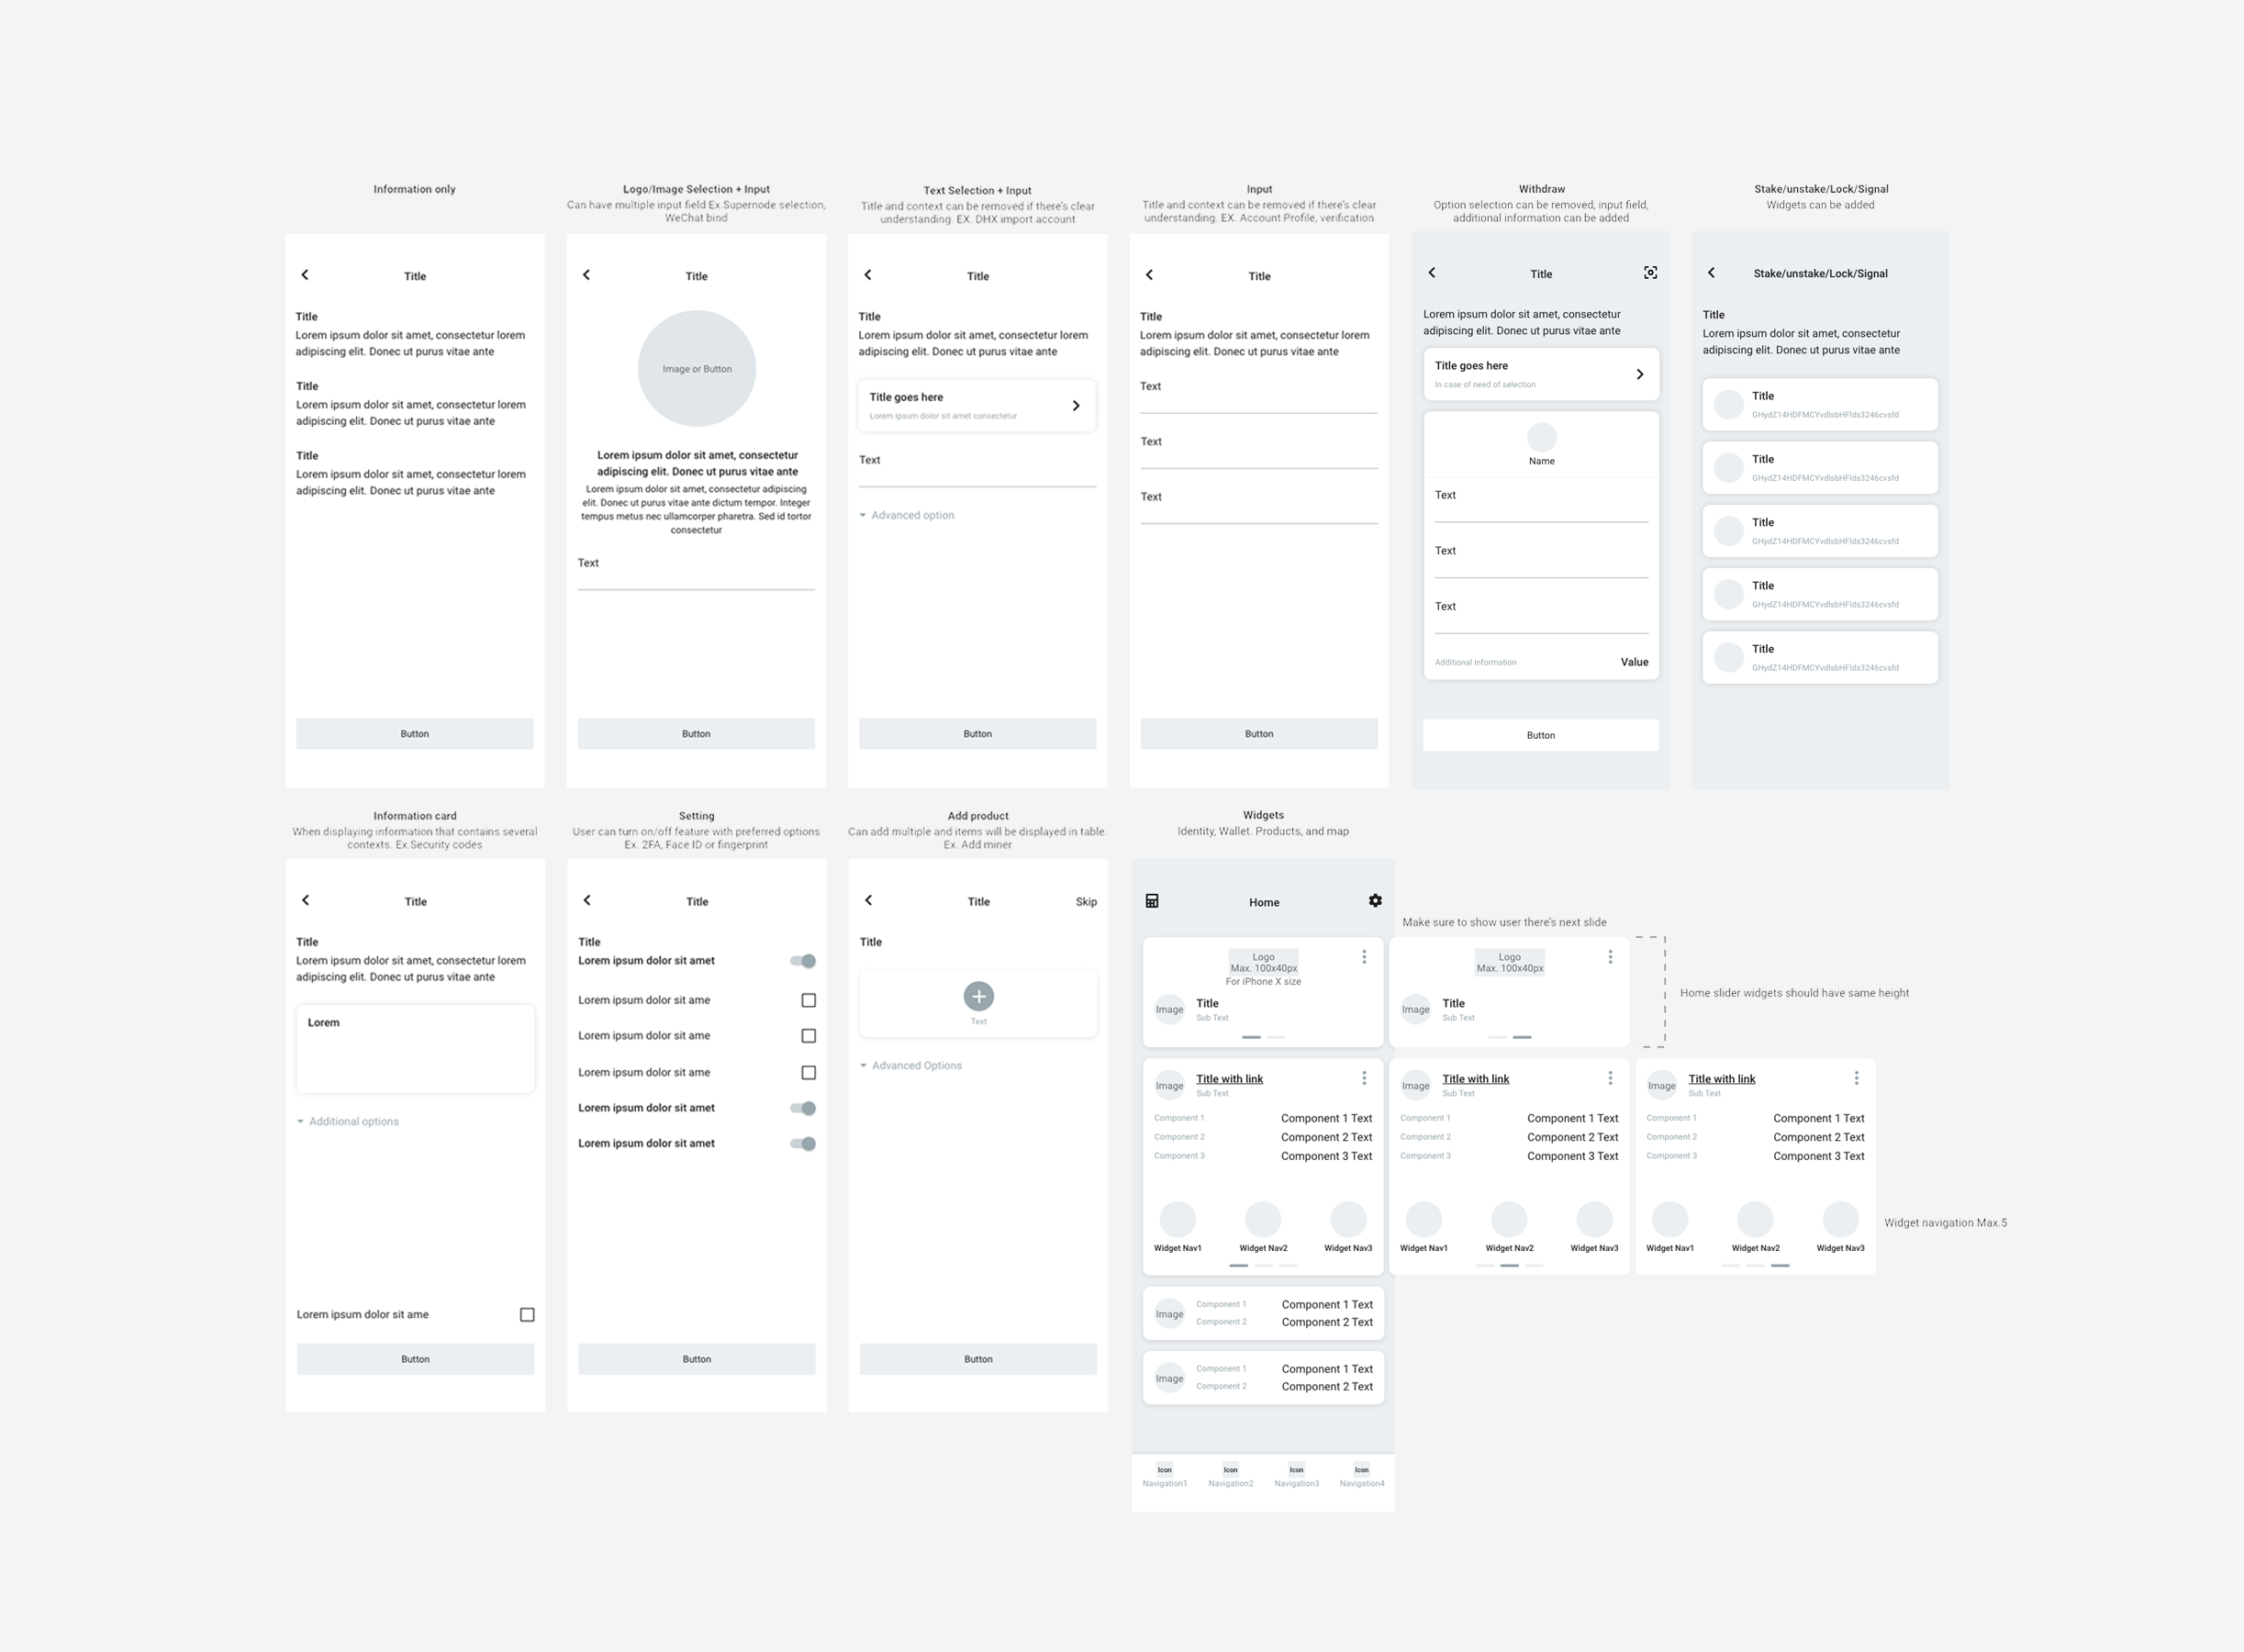 Information only
Title
Title
Lorem ipsum dolor sit amet, consectetur lorem
adipiscing elit. Donec ut purus vitae ante
Title
Lorem ipsum dolor sit amet, consectetur lorem
adipiscing elit. Donec ut purus vitae ante
Title
Lorem ipsum dolor sit amet, consectetur lorem
adipiscing elit. Donec ut purus vitae ante
Button
Logo/Image Selection + Input
Can have multiple input field Ex.Supernode selection,
WeChat bind
Title
Image or Button
Lorem ipsum dolor sit amet, consectetur
adipiscing elit. Donec ut purus vitae ante
Lorem ipsum dolor sit amet, consectetur adipiscing
elit. Donec ut purus vitae ante dictum tempor. Integer
tempus metus nec ullamcorper pharetra. Sed id tortor
consectetur
Text
Button
Text Selection + Input
Title and context can be removed if there's clear
understanding. EX. DHX import account
Title
Title
Lorem ipsum dolor sit amet, consectetur lorem
adipiscing elit. Donec ut purus vitae ante
Title goes here
Lorem ipsum dolor sit amet consectetur
Text
Advanced option
Button
Input
Title and context can be removed if there's clear
understanding. EX. Account Profile, verification
Title
Title
Lorem ipsum dolor sit amet, consectetur lorem
adipiscing elit. Donec ut purus vitae ante
Text
Text
Text
Button
Withdraw
Option selection can be removed, input field,
additional information can be added
Title
Lorem ipsum dolor sit amet, consectetur
adipiscing elit. Donec ut purus vitae ante
Title goes here
In case of need of selection
Name
Text
Text
Text
Additional information Value
Button
Stake/unstake/Lock/Signal
Widgets can be added
Stake/unstake/Lock/Signal
Title
Lorem ipsum dolor sit amet, consectetur
adipiscing elit. Donec ut purus vitae ante
Title
GHydZ14HDFMCYvdlsbHFlds3246cvsfd
Title
GHydZ14HDFMCYvdlsbHFlds3246cvsfd
Title
GHydZ14HDFMCYvdlsbHFlds3246cvsfd
Title
GHydZ14HDFMCYvdlsbHFlds3246cvsfd
Title
GHydZ14HDFMCYvdlsbHFlds3246cvsfd
Information card
When displaying information that contains several
contexts. Ex.Security codes
Title
Title
Lorem ipsum dolor sit amet, consectetur lorem
adipiscing elit. Donec ut purus vitae ante
Lorem
Additional options
Lorem ipsum dolor sit ame
Button
Setting
User can turn on/off feature with preferred options
Ex. 2FA, Face ID or fingerprint
Title
Title
Lorem ipsum dolor sit amet
Lorem ipsum dolor sit ame
Lorem ipsum dolor sit ame
Lorem ipsum dolor sit ame
Lorem ipsum dolor sit amet
Lorem ipsum dolor sit amet
Button
Add product
Can add multiple and items will be displayed in table.
Ex. Add miner
Title Skip
Title
Text
Advanced Options
Button
Widgets
Identity, Wallet. Products, and map
Home
Make sure to show user there's next slide
Logo
Max. 100x40px
For iPhone X size
Image
Title
Sub Text
Logo
Max. 100x40px
Image
Title
Sub Text
Home slider widgets should have same height
Image
Title with link
Sub Text
Component 1 Component 1 Text
Component 2 Component 2 Text
Component 3 Component 3 Text
Widget Nav1 Widget Nav2 Widget Nav3
Image
Title with link
Sub Text
Component 1 Component 1 Text
Component 2 Component 2 Text
Component 3 Component 3 Text
Widget Nav1 Widget Nav2 Widget Nav3
Image
Title with link
Sub Text
Component 1 Component 1 Text
Component 2 Component 2 Text
Component 3 Component 3 Text
Widget Nav1 Widget Nav2 Widget Nav3
Widget navigation Max.5
Image
Component 1 Component 1 Text
Component 2 Component 2 Text
Image
Component 1 Component 1 Text
Component 2 Component 2 Text
Icon Icon Icon Icon
Navigation1 Navigation2 Navigation3 Navigation4